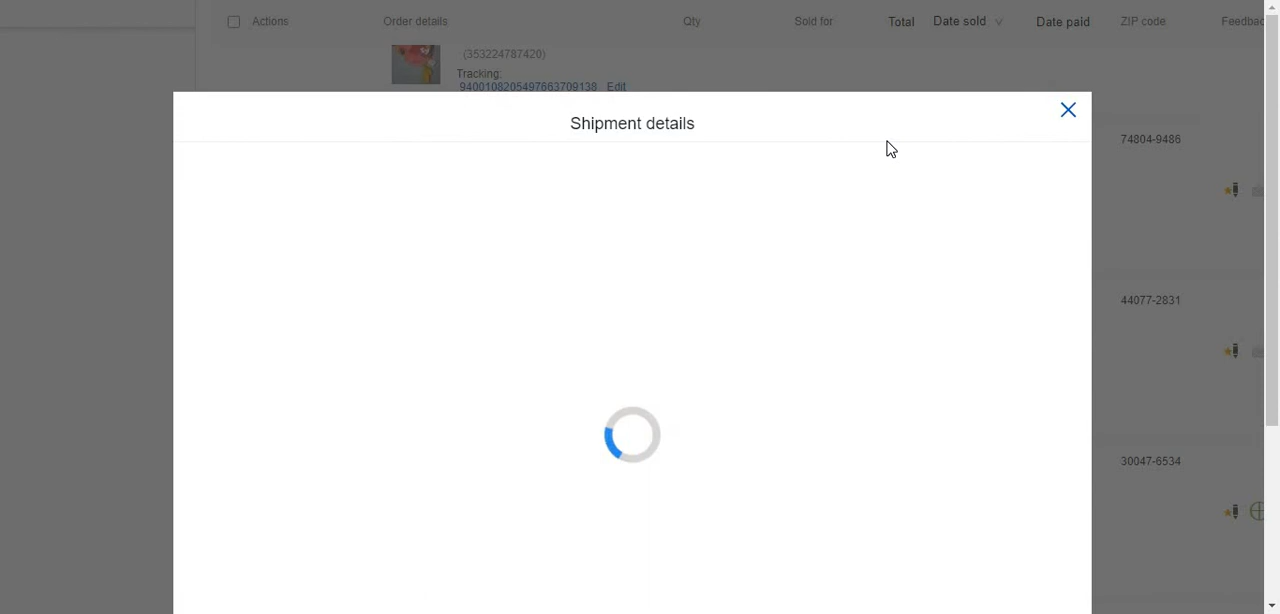 Actions Order details Qty Sold for Total Date sold Date paid ZIP code Feedbac
(353224787420)
Tracking:
9400108205497663709138 Edit
Shipment details
74804-9486
44077-2831
30047-6534